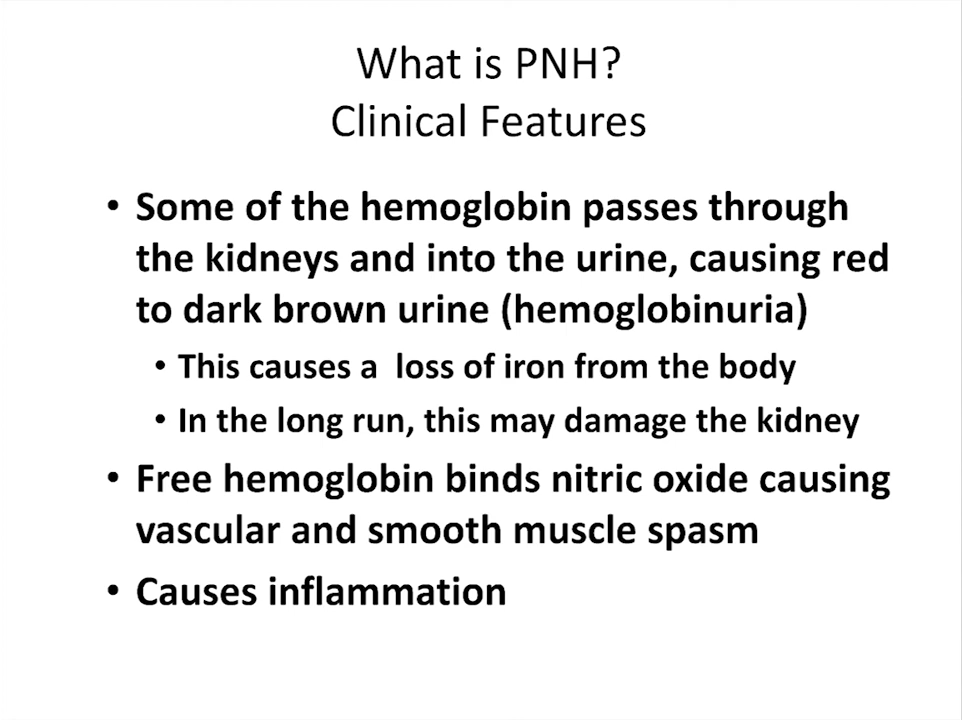 What is PNH?
Clinical Features
• Some of the hemoglobin passes through
the kidneys and into the urine, causing red
to dark brown urine (hemoglobinuria)
• This causes a  loss of iron from the body
• In the long run, this may damage the kidney
• Free hemoglobin binds nitric oxide causing
vascular and smooth muscle spasm
• Causes inflammation